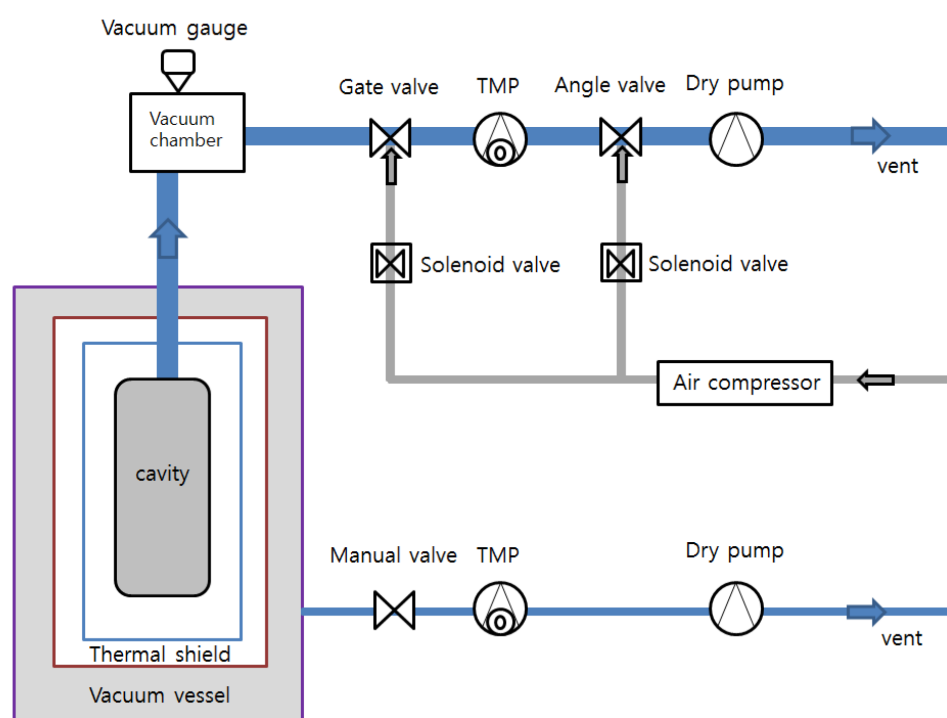 Vacuum gauge
Gate valve
TMP
Angle valve
Dry pump
Vacuum
chamber
vent
Solenoid valve
Solenoid valve
Air compressor
cavity
Manual valve
TMP
Dry pump
vent
Thermal shield
Vacuum vessel